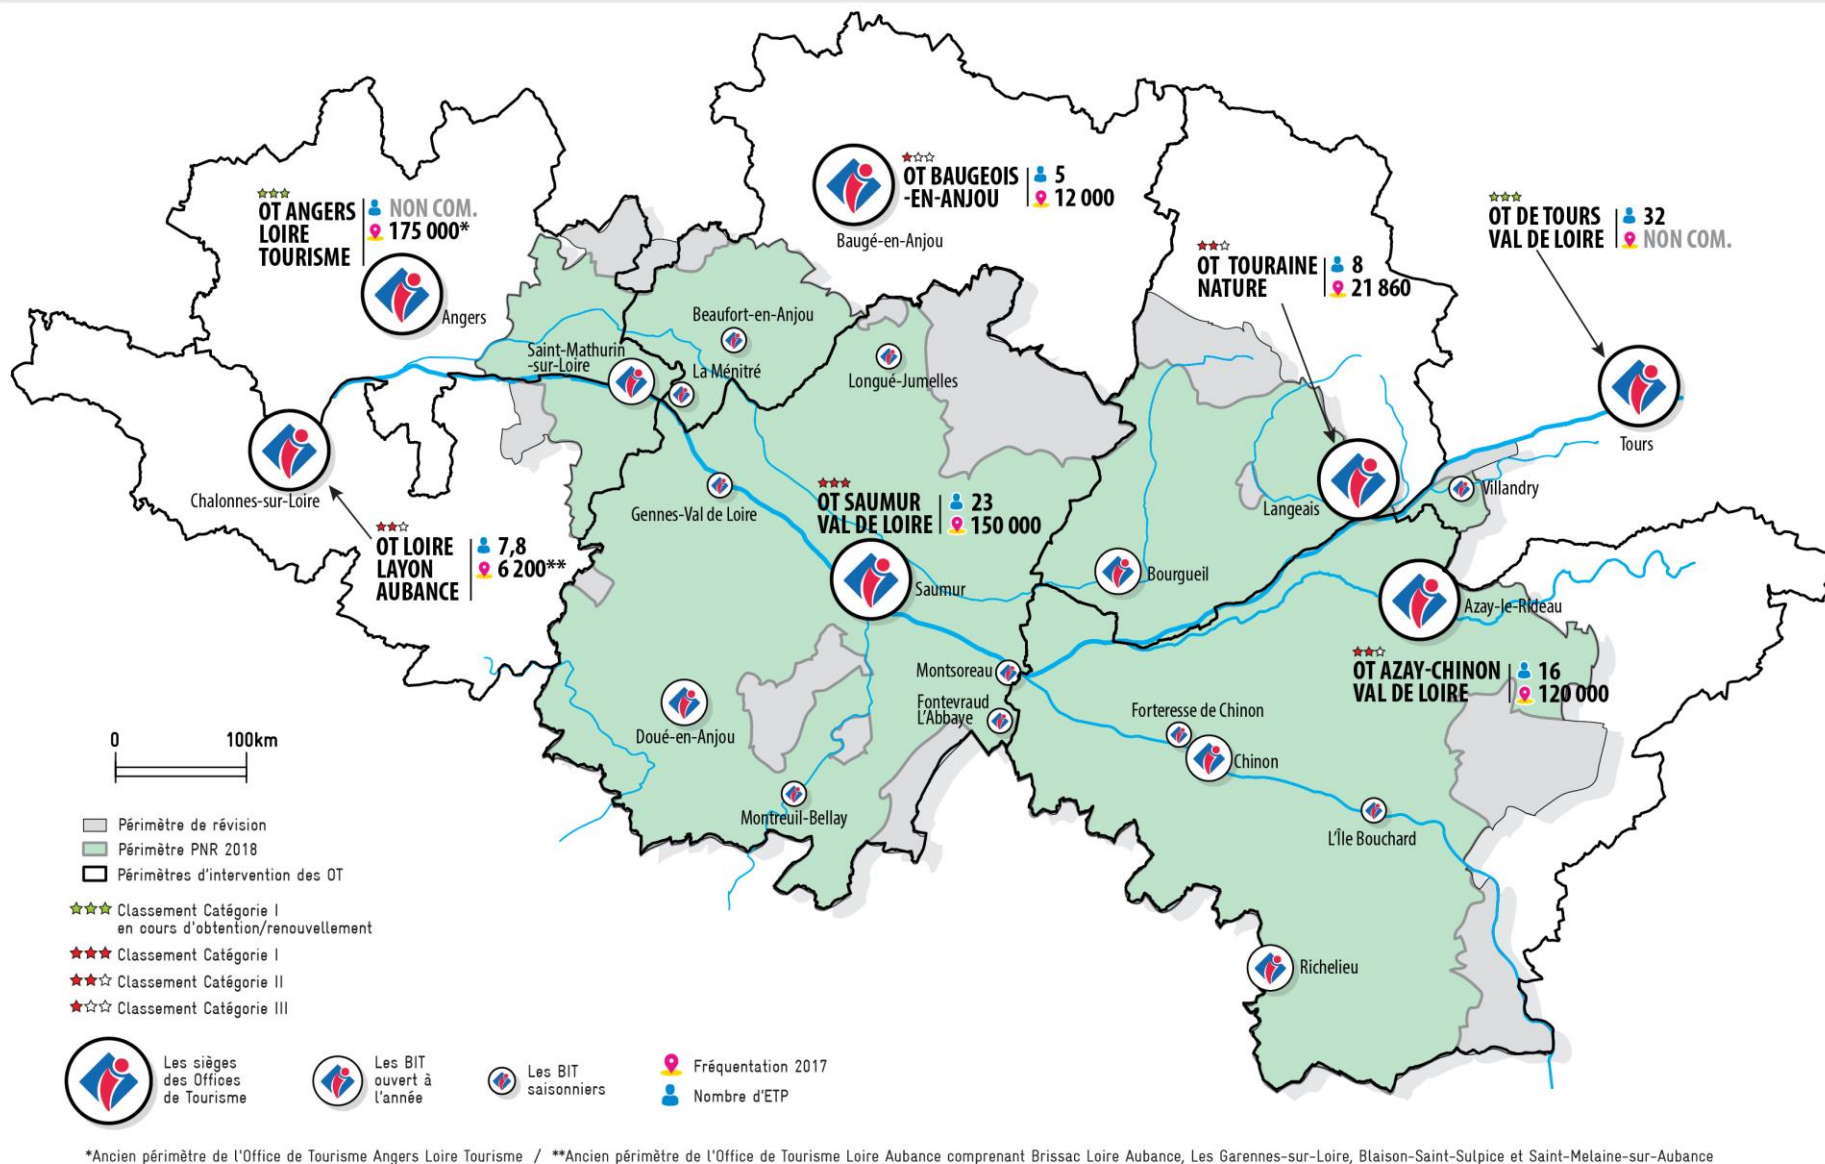 OT ANGERS
LOIRE
TOURISME
NON COM.
175 000*
Angers
OT BAUGEOIS
-EN-ANJOU
5
12 000
Baugé-en-Anjou
OT TOURAINE
NATURE
8
21 860
OT DE TOURS
VAL DE LOIRE
32
NON COM.
Tours
Beaufort-en-Anjou
Saint-Mathurin
-sur-Loire
La Ménitré
Longué-Jumelles
Chalonnes-sur-Loire
OT LOIRE
LAYON
AUBANCE
7,8
6 200**
Gennes-Val de Loire
OT SAUMUR
VAL DE LOIRE
23
150 000
Saumur
Langeais
Villandry
Bourgueil
Azay-le-Rideau
OT AZAY-CHINON
VAL DE LOIRE
16
120 000
Montsoreau
Fontevraud
L'Abbaye
Forteresse de Chinon
Chinon
Doué-en-Anjou
Montreuil-Bellay
L'Île Bouchard
Richelieu
0 100km
Périmètre de révision
Périmètre PNR 2018
Périmètres d'intervention des OT
Classement Catégorie I
en cours d'obtention/renouvellement
Classement Catégorie I
Classement Catégorie II
Classement Catégorie III
Les sièges
des Offices
de Tourisme
Les BIT
ouvert à
l'année
Les BIT
saisonniers
Fréquentation 2017
Nombre d'ETP
*Ancien périmètre de l'Office de Tourisme Angers Loire Tourisme / **Ancien périmètre de l'Office de Tourisme Loire Aubance comprenant Brissac Loire Aubance, Les Garennes-sur-Loire, Blaison-Saint-Sulpice et Saint-Melaine-sur-Aubance